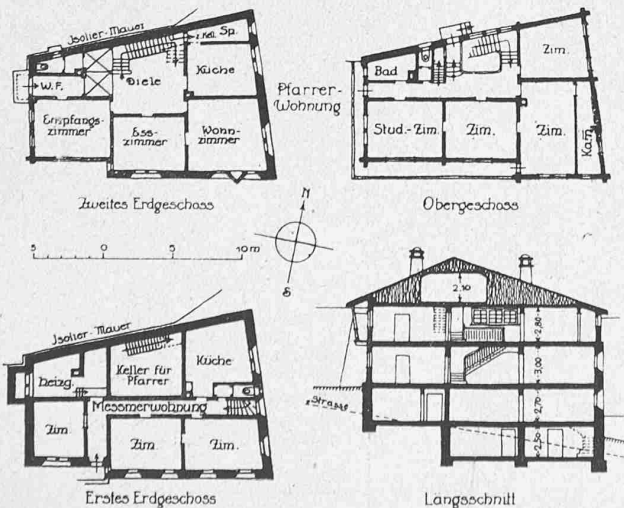 Isolier-Mauer
z. Kell.
Sp.
W.F.
Diele
Küche
Empfangs-
zimmer
Ess-
zimmer
Wohn-
zimmer
Zweites Erdgeschoss
Pfarrer-
Wohnung
Bad
Zim.
Stud.-Zim.
Zim.
Zim.
Kam.
Obergeschoss
N
S
5 0 5 10 m
Isolier-Mauer
Heizg.
Keller für
Pfarrer
Küche
Messmerwohnung
Zim.
Zim
Zim.
Erstes Erdgeschoss
2.10
2,80
3,00
2,70
2,50
Strasse
Längsschnitt